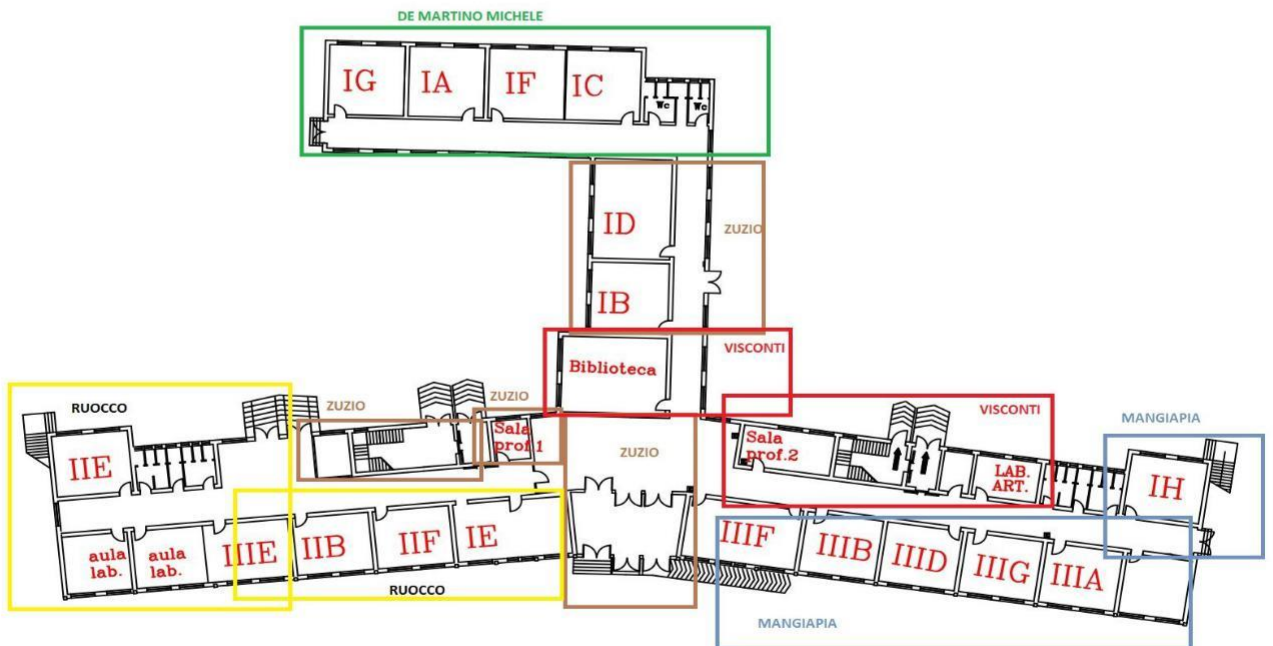 DE MARTINO MICHELE
IG
IA
IF
IC
Wc
Wc
ID
ZUZIO
IB
VISCONTI
Biblioteca
RUOCCO
ZUZIO
ZUZIO
VISCONTI
MANGIAPIA
Sala
prof.1
ZUZIO
Sala
prof.2
IIE
LAB.
ART.
IH
aula
lab.
aula
lab.
IIIE
IIB
IIF
IE
IIIF
IIIB
IIID
IIIG
IIIA
RUOCCO
MANGIAPIA